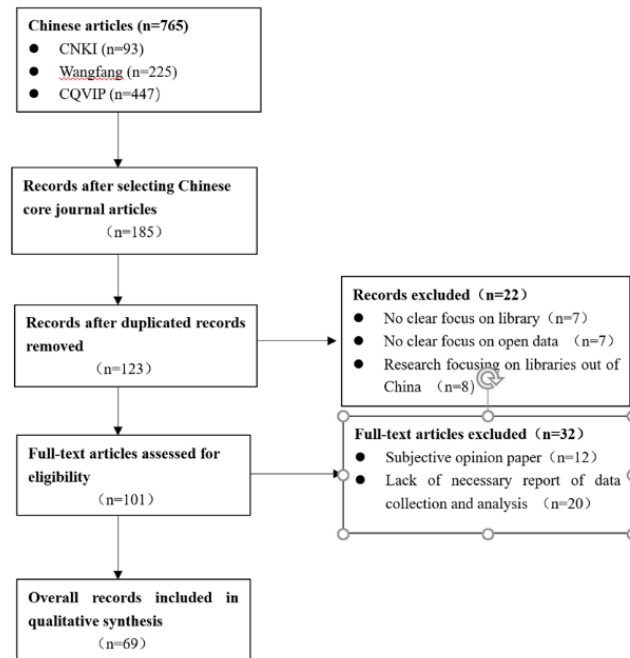 Chinese articles (n=765)
● CNKI (n=93)
● Wangfang (n=225)
● CQVIP (n=447）
Records after selecting Chinese
core journal articles
（n=185）
Records after duplicated records
removed
（n=123）
Records excluded（n=22）
● No clear focus on library（n=7）
● No clear focus on open data （n=7）
● Research focusing on libraries out of
China （n=8）
Full-text articles assessed for
eligibility
（n=101）
Full-text articles excluded（n=32）
● Subjective opinion paper（n=12）
● Lack of necessary report of data
collection and analysis （n=20）
Overall records included in
qualitative synthesis
（n=69）